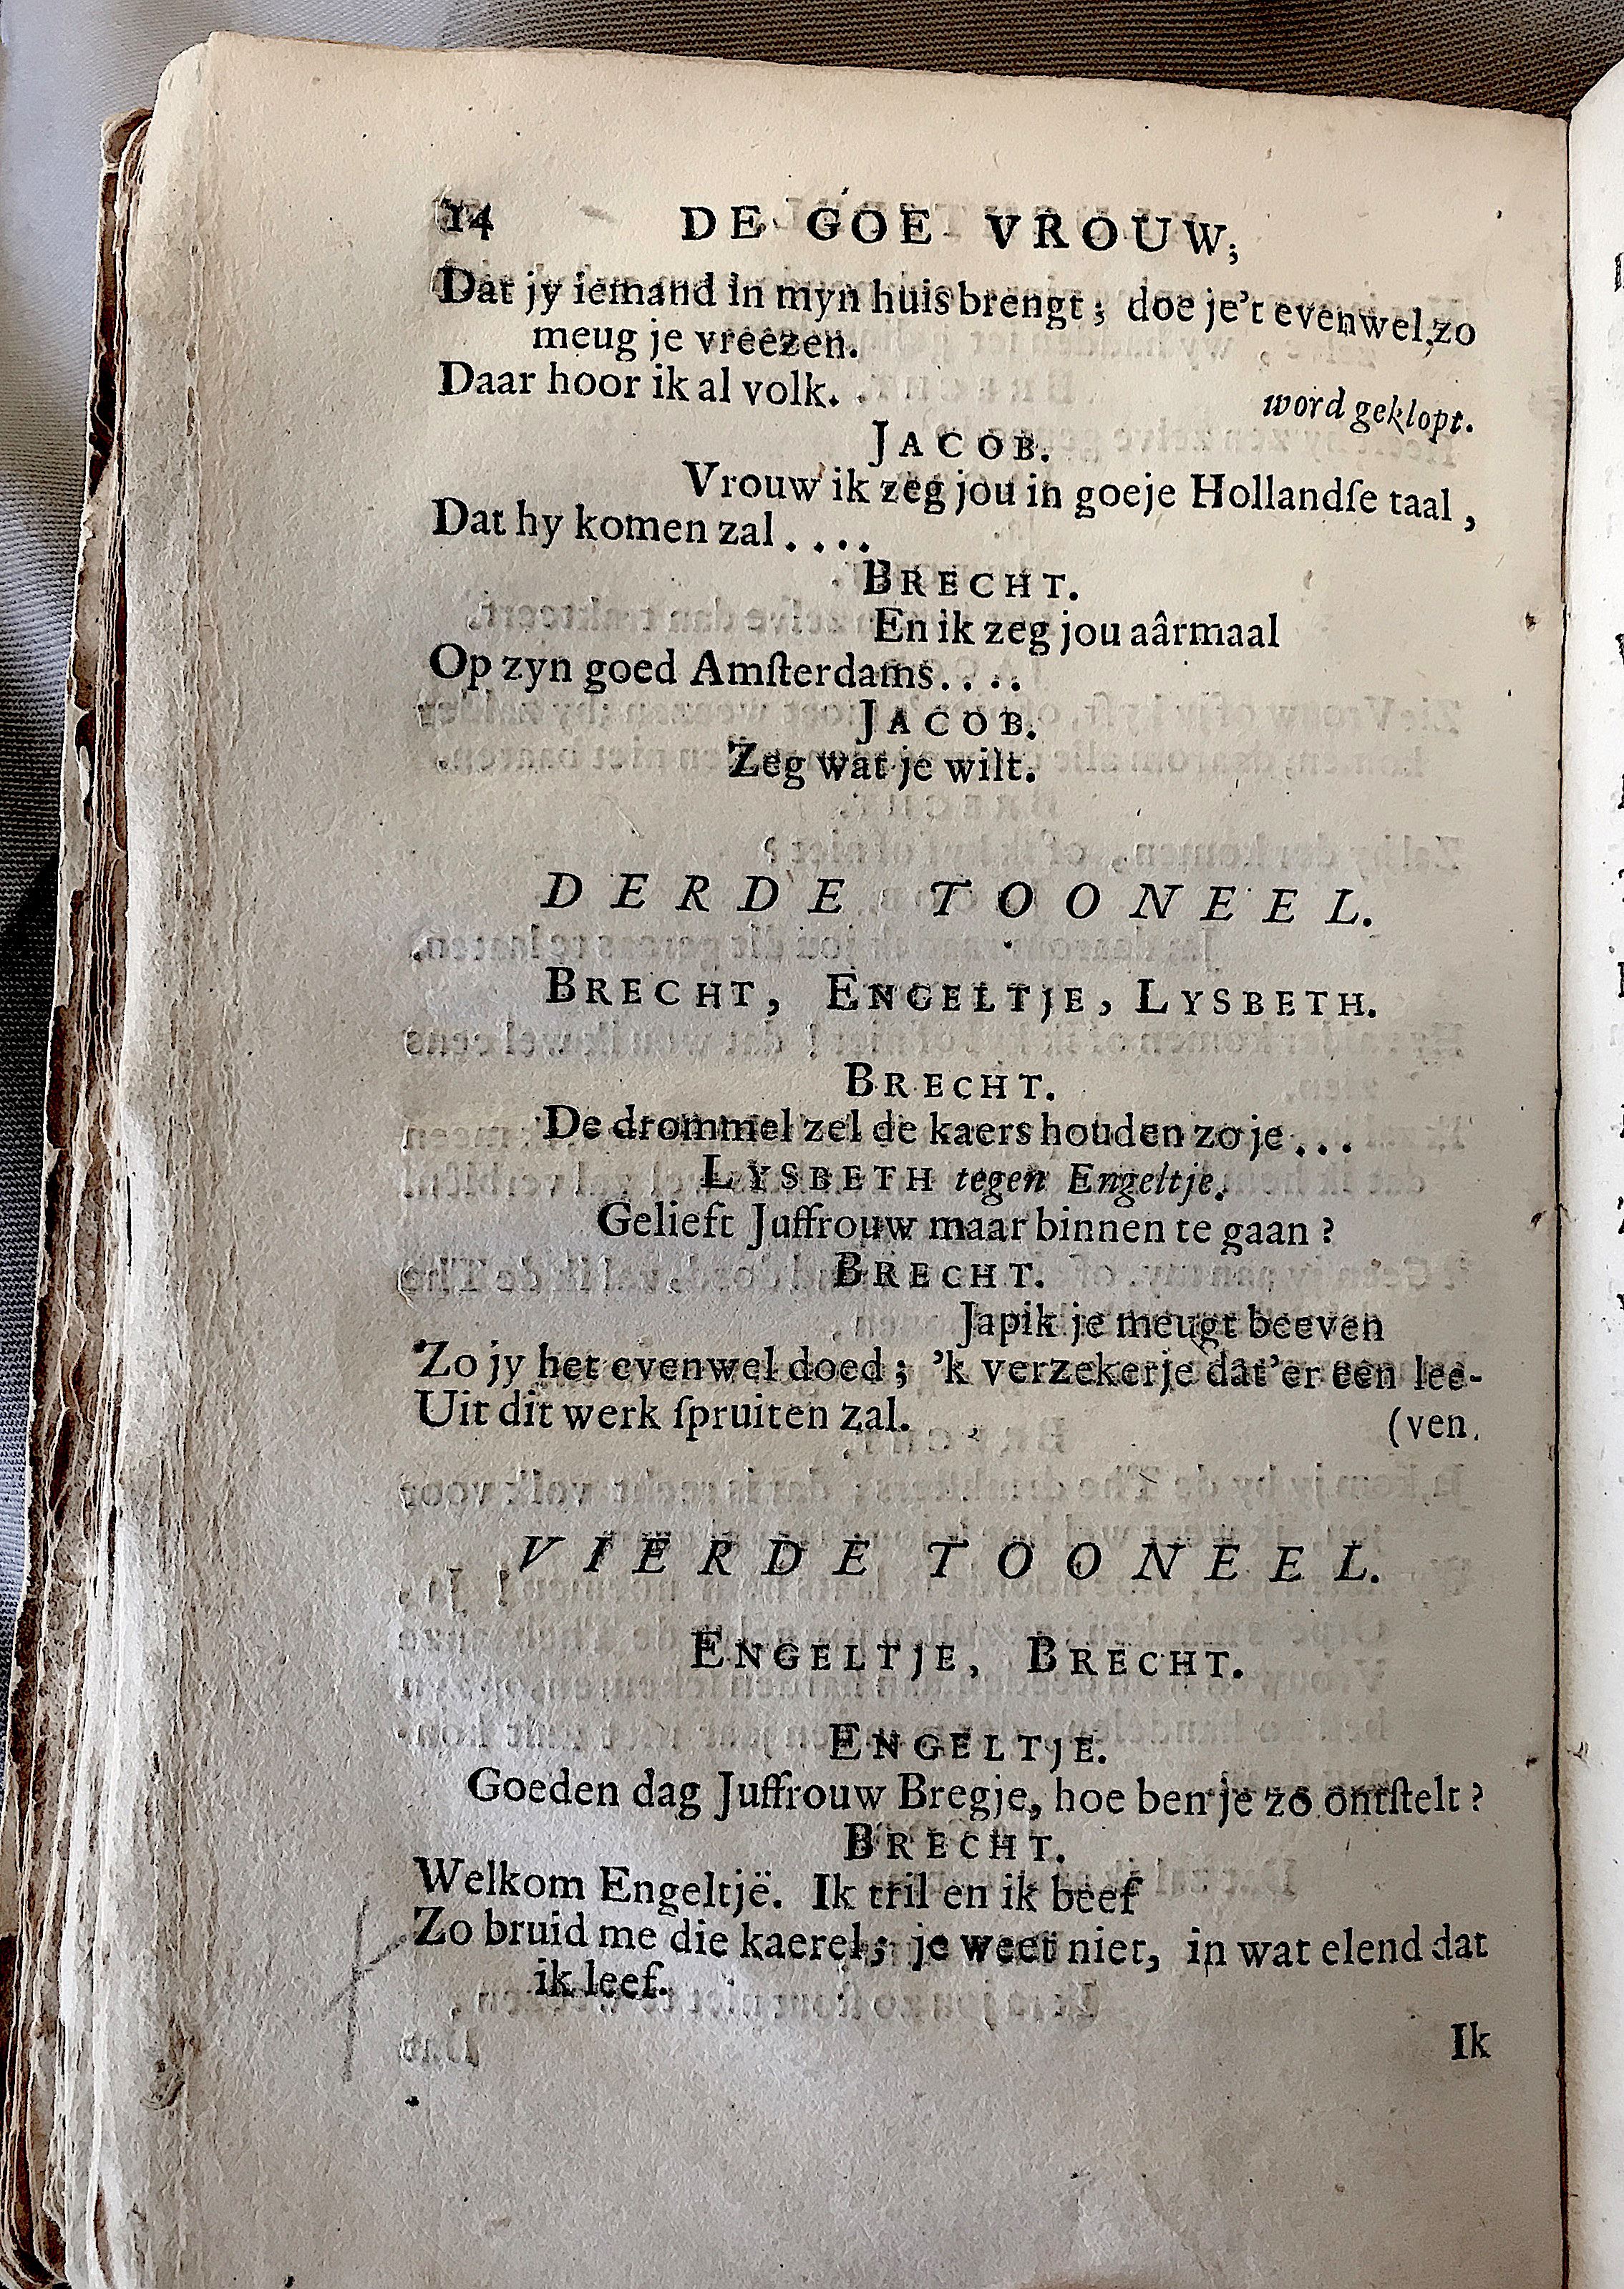 14 DE GOE VROUW;
Dat jy iemand in myn huis brengt; doe je't evenwel, zo
meug je vreezen.
Daar hoor ik al volk. word geklopt.
JACOB.
Vrouw ik zeg jou in goeje Hollandſe taal,
Dat hy komen zal....
BRECHT.
En ik zeg jou aârmaal
Op zyn goed Amſterdams....
JACOB.
Zeg wat je wilt.
DERDE TOONEEL.
BRECHT, ENGELTJE, LYSBETH.
BRECHT.
De drommel zel de kaers houden zo je...
LYSBETH tegen Engeltje.
Gelieft Juffrouw maar binnen te gaan?
BRECHT.
Japik je meugt beeven
Zo jy het evenwel doed; 'k verzeker je dat'er een lee-
Uit dit werk ſpruiten zal. (ven.
VIERDE TOONEEL.
ENGELTJE, BRECHT.
ENGELTJE.
Goeden dag Juffrouw Bregje, hoe ben je zo ontſtelt?
BRECHT.
Welkom Engeltjë. Ik tril en ik beef
Zo bruid me die kaerel; je weet niet, in wat elend dat
ik leef.
Ik